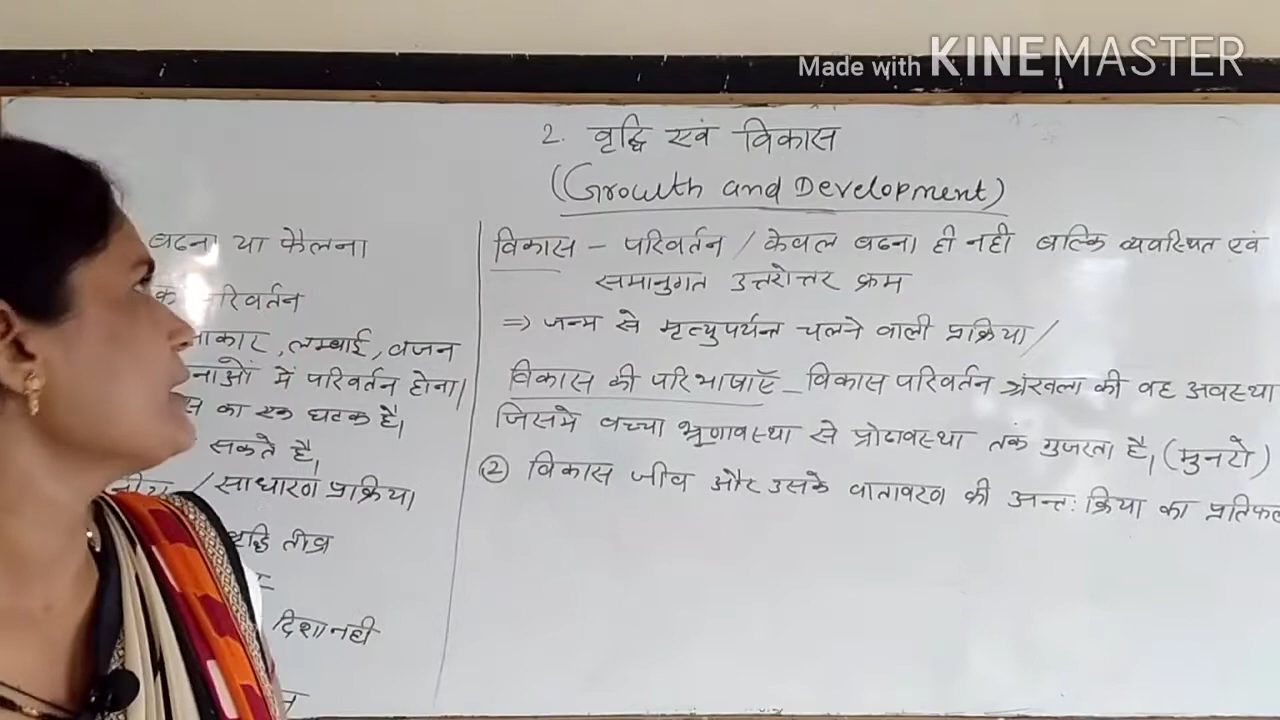 Made with KINEMASTER
2. वृद्धि एवं विकास
(Growth and Development)
बढना या फैलना
परिवर्तन
आकार, लम्बाई, वजन
में परिवर्तन होना।
का एक घटक है।
सकते है।
/ साधारण प्रक्रिया।
वृद्धि तीव्र
दिशा नही
विकास – परिवर्तन / केवल बढना ही नही बल्कि व्यवस्थित एवं
समानुगत उत्तरोत्तर क्रम
⇒ जन्म से मृत्युपर्यन्त चलने वाली प्रक्रिया /
विकास की परिभाषाएँ – विकास परिवर्तन श्रंखला की वह अवस्था
जिसमे बच्चा भ्रूणावस्था से प्रोढावस्था तक गुजरता है। (मुनरो)
② विकास जीव और उसके वातावरण की अन्तः क्रिया का प्रतिफल